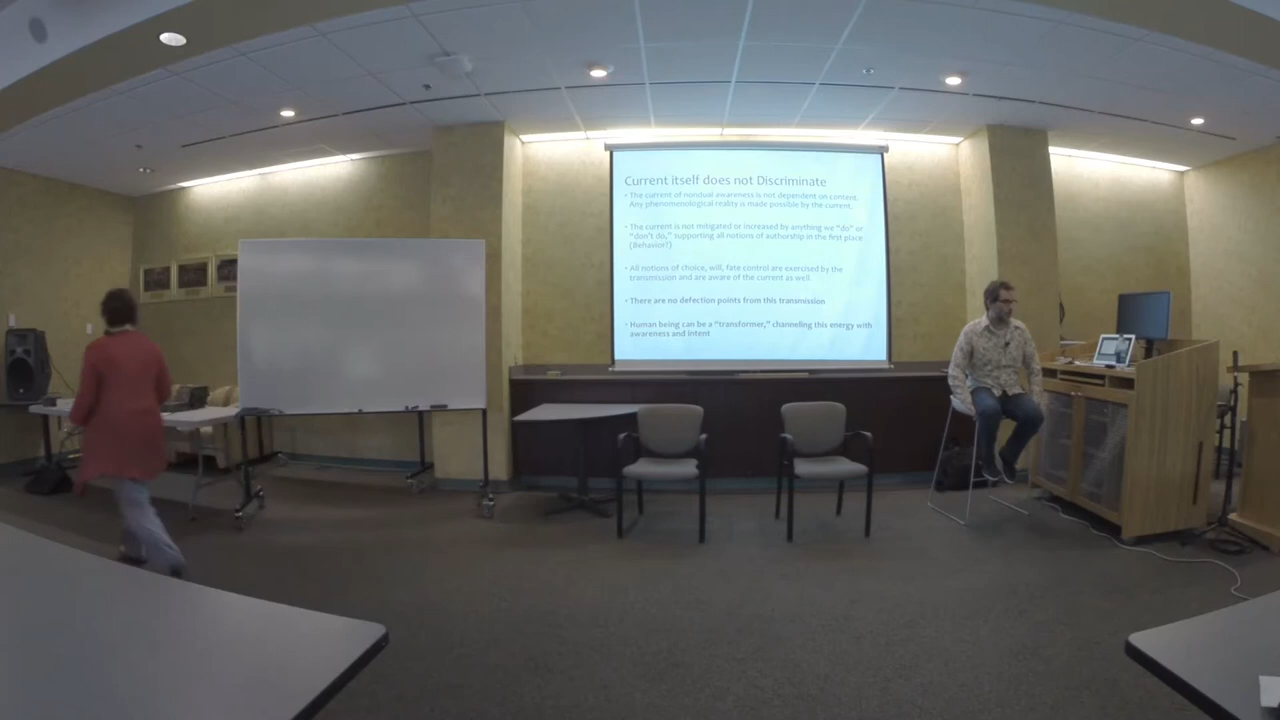 Current itself does not Discriminate
• The current of nondual awareness is not dependent on content.
Any phenomenological reality is made possible by the current.
• The current is not mitigated or increased by anything we "do" or
"don't do," supporting all notions of authorship in the first place
(Behavior!)
• All notions of choice, will, fate control are exercised by the
transmission and are aware of the current as well.
• There are no defection points from this transmission
• Human being can be a "transformer," channeling this energy with
awareness and intent